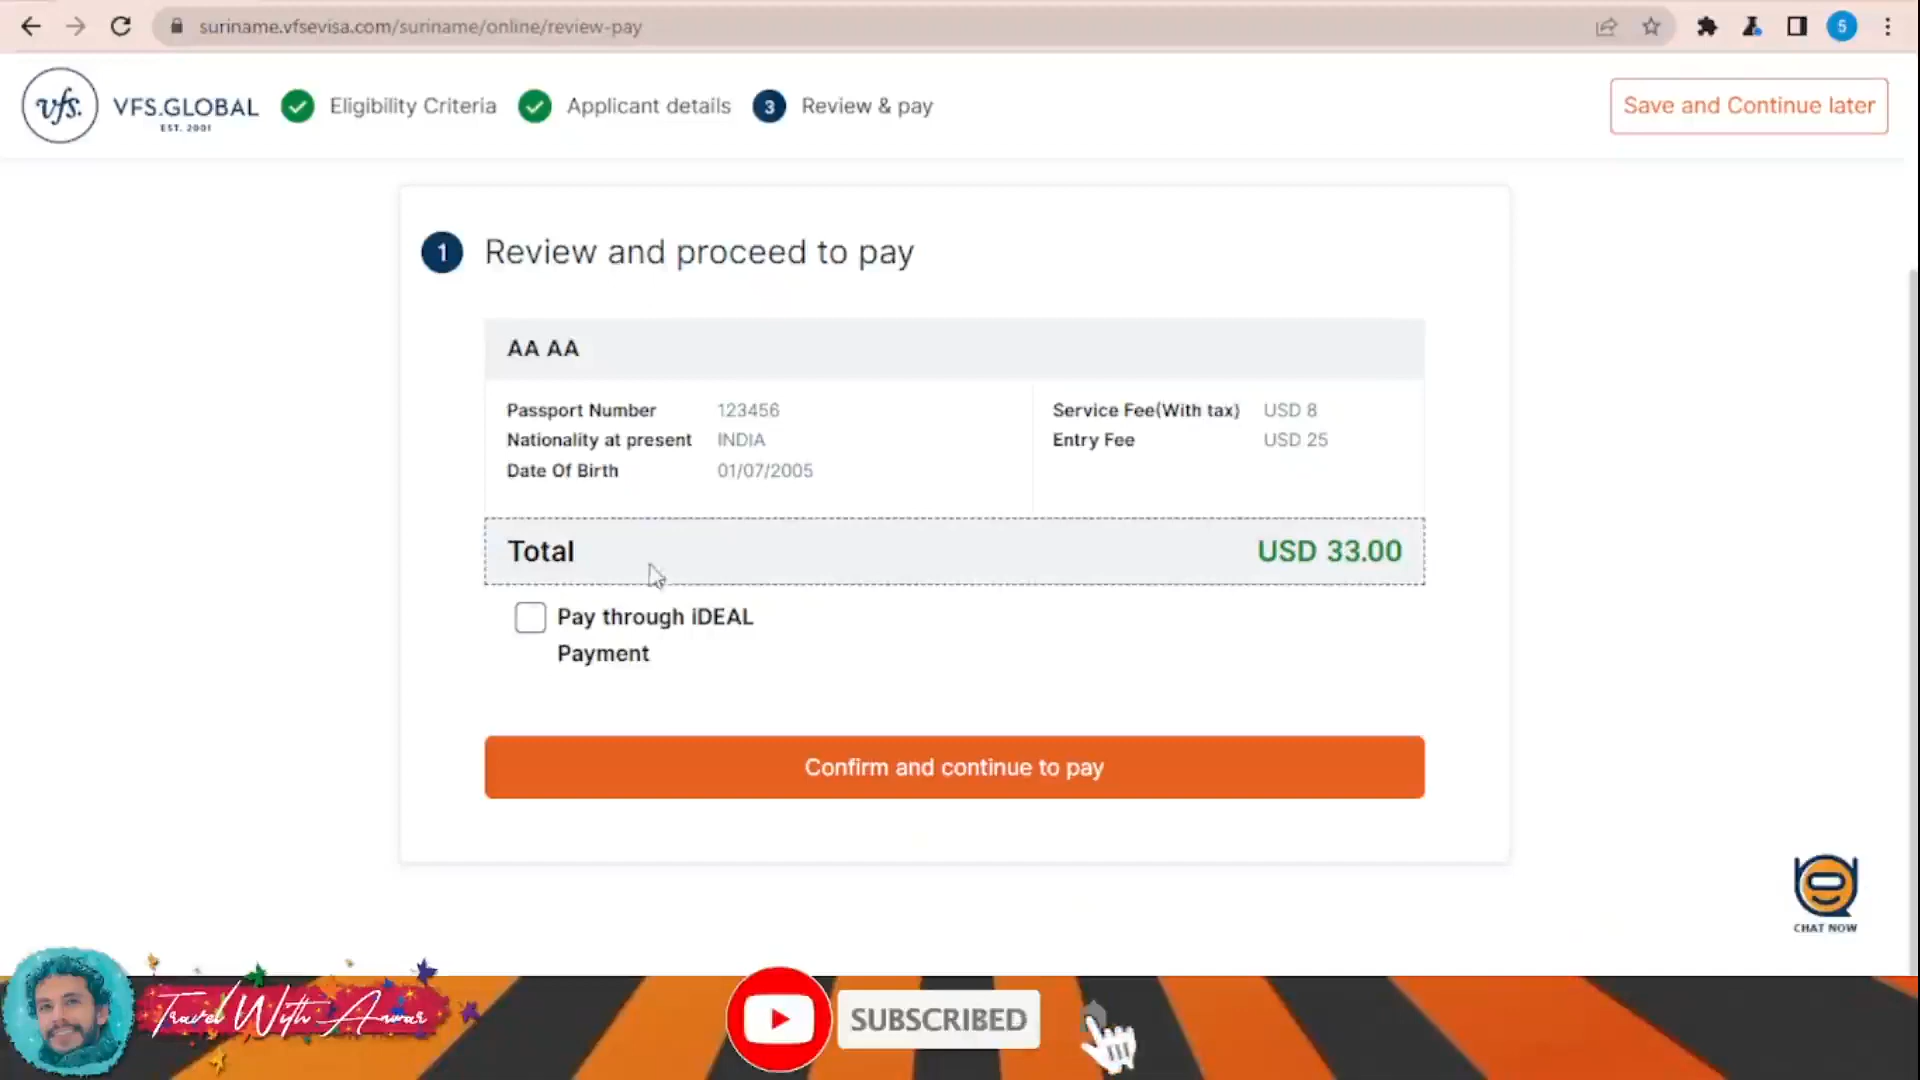 suriname.vfsevisa.com/suriname/online/review-pay
5
vfs.
VFS.GLOBAL
EST. 2001
Eligibility Criteria
Applicant details
3
Review & pay
Save and Continue later
1
Review and proceed to pay
AA AA
Passport Number 123456
Nationality at present INDIA
Date Of Birth 01/07/2005
Service Fee(With tax) USD 8
Entry Fee USD 25
Total USD 33.00
Pay through iDEAL
Payment
Confirm and continue to pay
CHAT NOW
Travel With Anwar
SUBSCRIBED